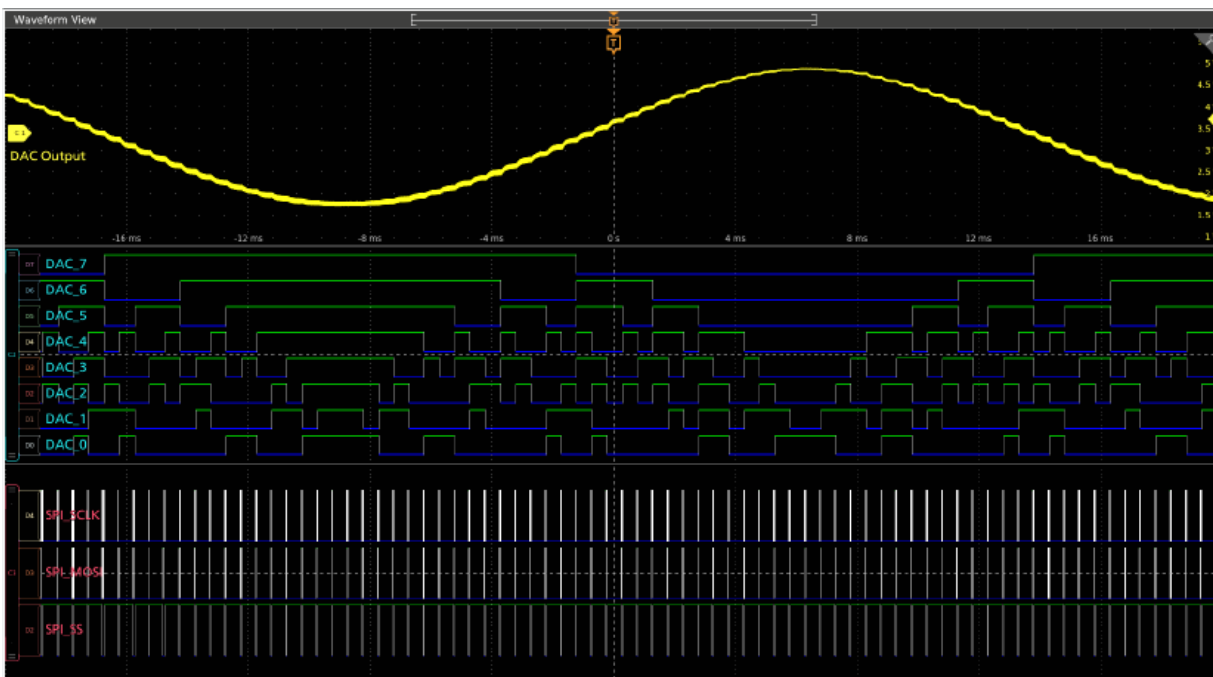 Waveform View
T
5
4.5
4
C 1
3.5
DAC Output
3
2.5
2
1.5
-16 ms -12 ms -8 ms -4 ms 0 s 4 ms 8 ms 12 ms 16 ms 1
D7 DAC_7
D6 DAC_6
D5 DAC_5
D4 DAC_4
D3 DAC_3
D2 DAC_2
D1 DAC_1
D0 DAC_0
D4 SPI_SCLK
D3 SPI_MOSI
D2 SPI_SS